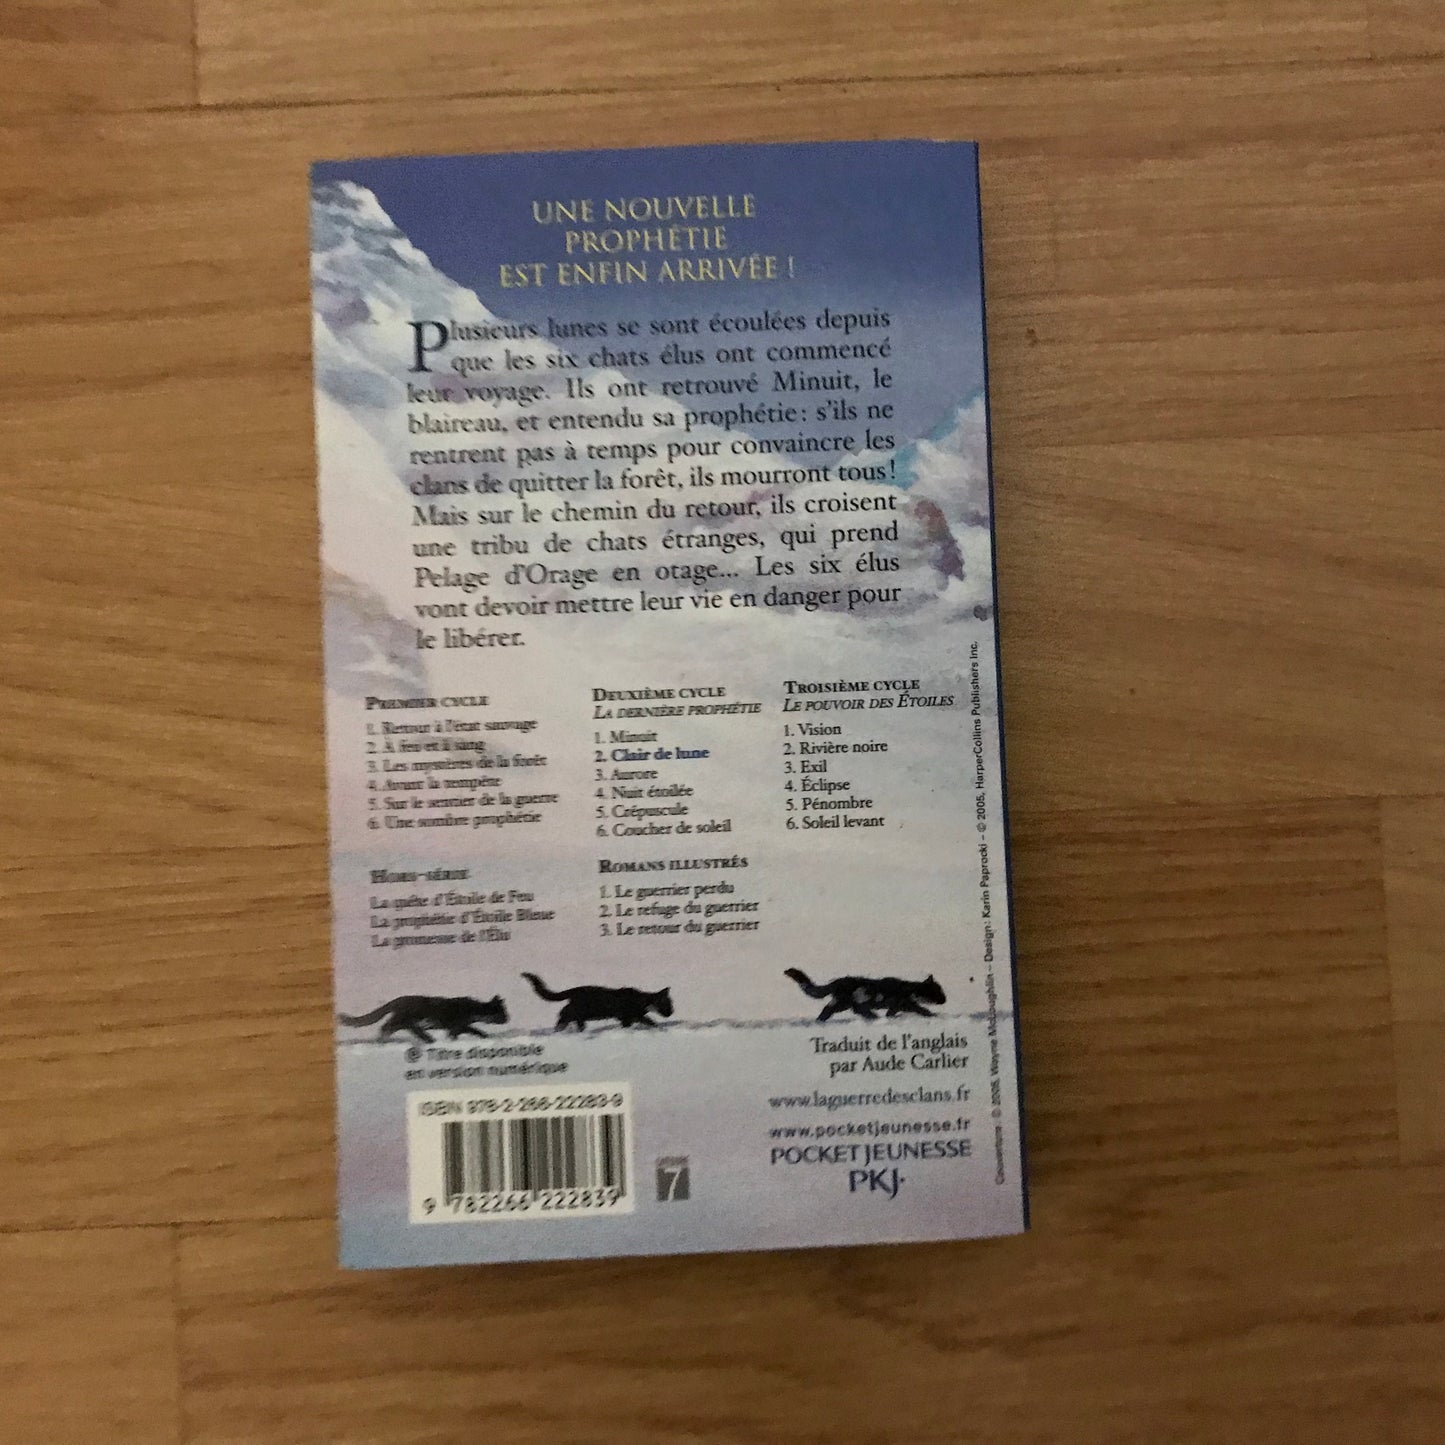 UNE NOUVELLE
PROPHÉTIE
EST ENFIN ARRIVÉE !
Plusieurs lunes se sont écoulées depuis
que les six chats élus ont commencé
leur voyage. Ils ont retrouvé Minuit, le
blaireau, et entendu sa prophétie : s'ils ne
rentrent pas à temps pour convaincre les
clans de quitter la forêt, ils mourront tous !
Mais sur le chemin du retour, ils croisent
une tribu de chats étranges, qui prend
Pelage d'Orage en otage... Les six élus
vont devoir mettre leur vie en danger pour
le libérer.
PREMIER CYCLE
1. Retour à l'état sauvage
2. À feu et à sang
3. Les mystères de la forêt
4. Avant la tempête
5. Sur le sentier de la guerre
6. Une sombre prophétie
DEUXIÈME CYCLE
LA DERNIÈRE PROPHÉTIE
1. Minuit
2. Clair de lune
3. Aurore
4. Nuit étoilée
5. Crépuscule
6. Coucher de soleil
TROISIÈME CYCLE
LE POUVOIR DES ÉTOILES
1. Vision
2. Rivière noire
3. Exil
4. Éclipse
5. Pénombre
6. Soleil levant
HORS-SÉRIE
La quête d'Étoile de Feu
La prophétie d'Étoile Bleue
La promesse de l'Élu
ROMANS ILLUSTRÉS
1. Le guerrier perdu
2. Le refuge du guerrier
3. Le retour du guerrier
Titre disponible
en version numérique
Traduit de l'anglais
par Aude Carlier
www.laguerredesclans.fr
www.pocketjeunesse.fr
POCKET JEUNESSE
PKJ.
ISBN 978-2-266-22283-9
9 782266 222839
7
Couverture : © 2005, Wayne McLoughlin – Design : Karin Paprocki – © 2005, HarperCollins Publishers Inc.